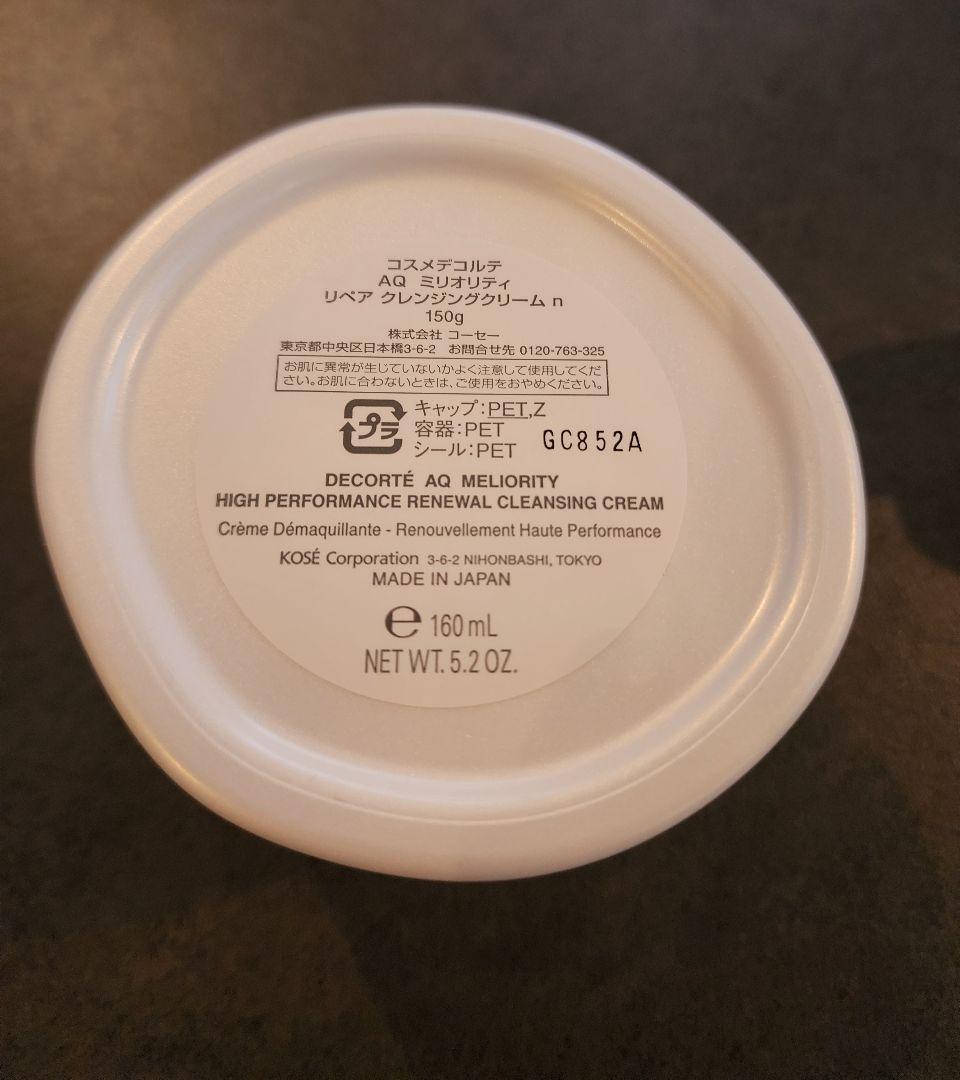 コスメデコルテ
AQ ミリオリティ
リペア クレンジングクリーム n
150g
株式会社 コーセー
東京都中央区日本橋3-6-2 お問合せ先 0120-763-325
お肌に異常が生じていないかよく注意して使用してくだ
さい。お肌に合わないときは、ご使用をおやめください。
プラ
キャップ:PET,Z
容器:PET
シール:PET
GC852A
DECORTÉ AQ MELIORITY
HIGH PERFORMANCE RENEWAL CLEANSING CREAM
Crème Démaquillante - Renouvellement Haute Performance
KOSÉ Corporation 3-6-2 NIHONBASHI, TOKYO
MADE IN JAPAN
℮ 160 mL
NET WT. 5.2 OZ.